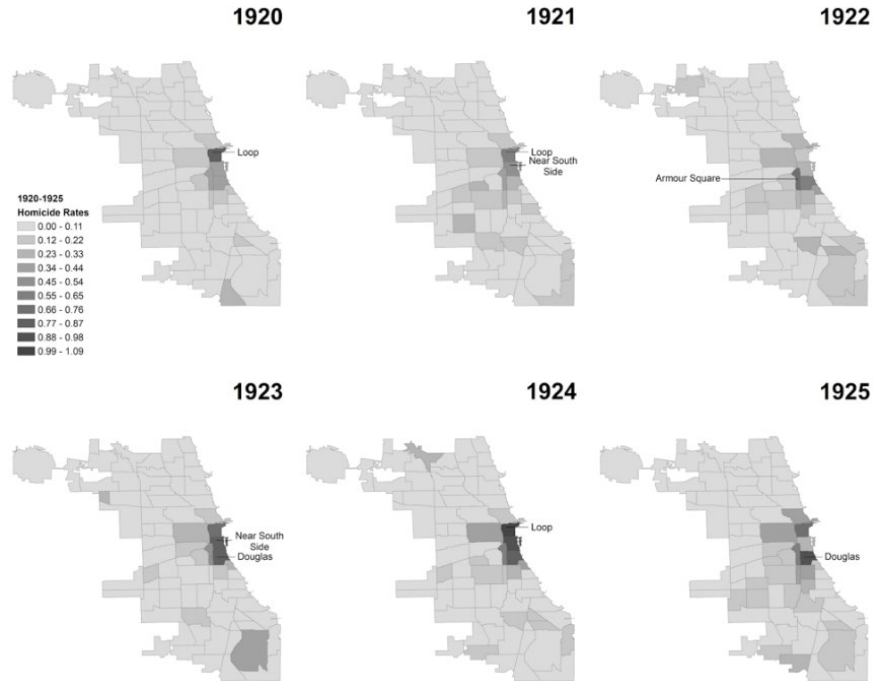 1920
1921
1922
Loop
Loop
Near South
Side
Armour Square
1920-1925
Homicide Rates
0.00 - 0.11
0.12 - 0.22
0.23 - 0.33
0.34 - 0.44
0.45 - 0.54
0.55 - 0.65
0.66 - 0.76
0.77 - 0.87
0.88 - 0.98
0.99 - 1.09
1923
1924
1925
Near South
Side
Douglas
Loop
Douglas